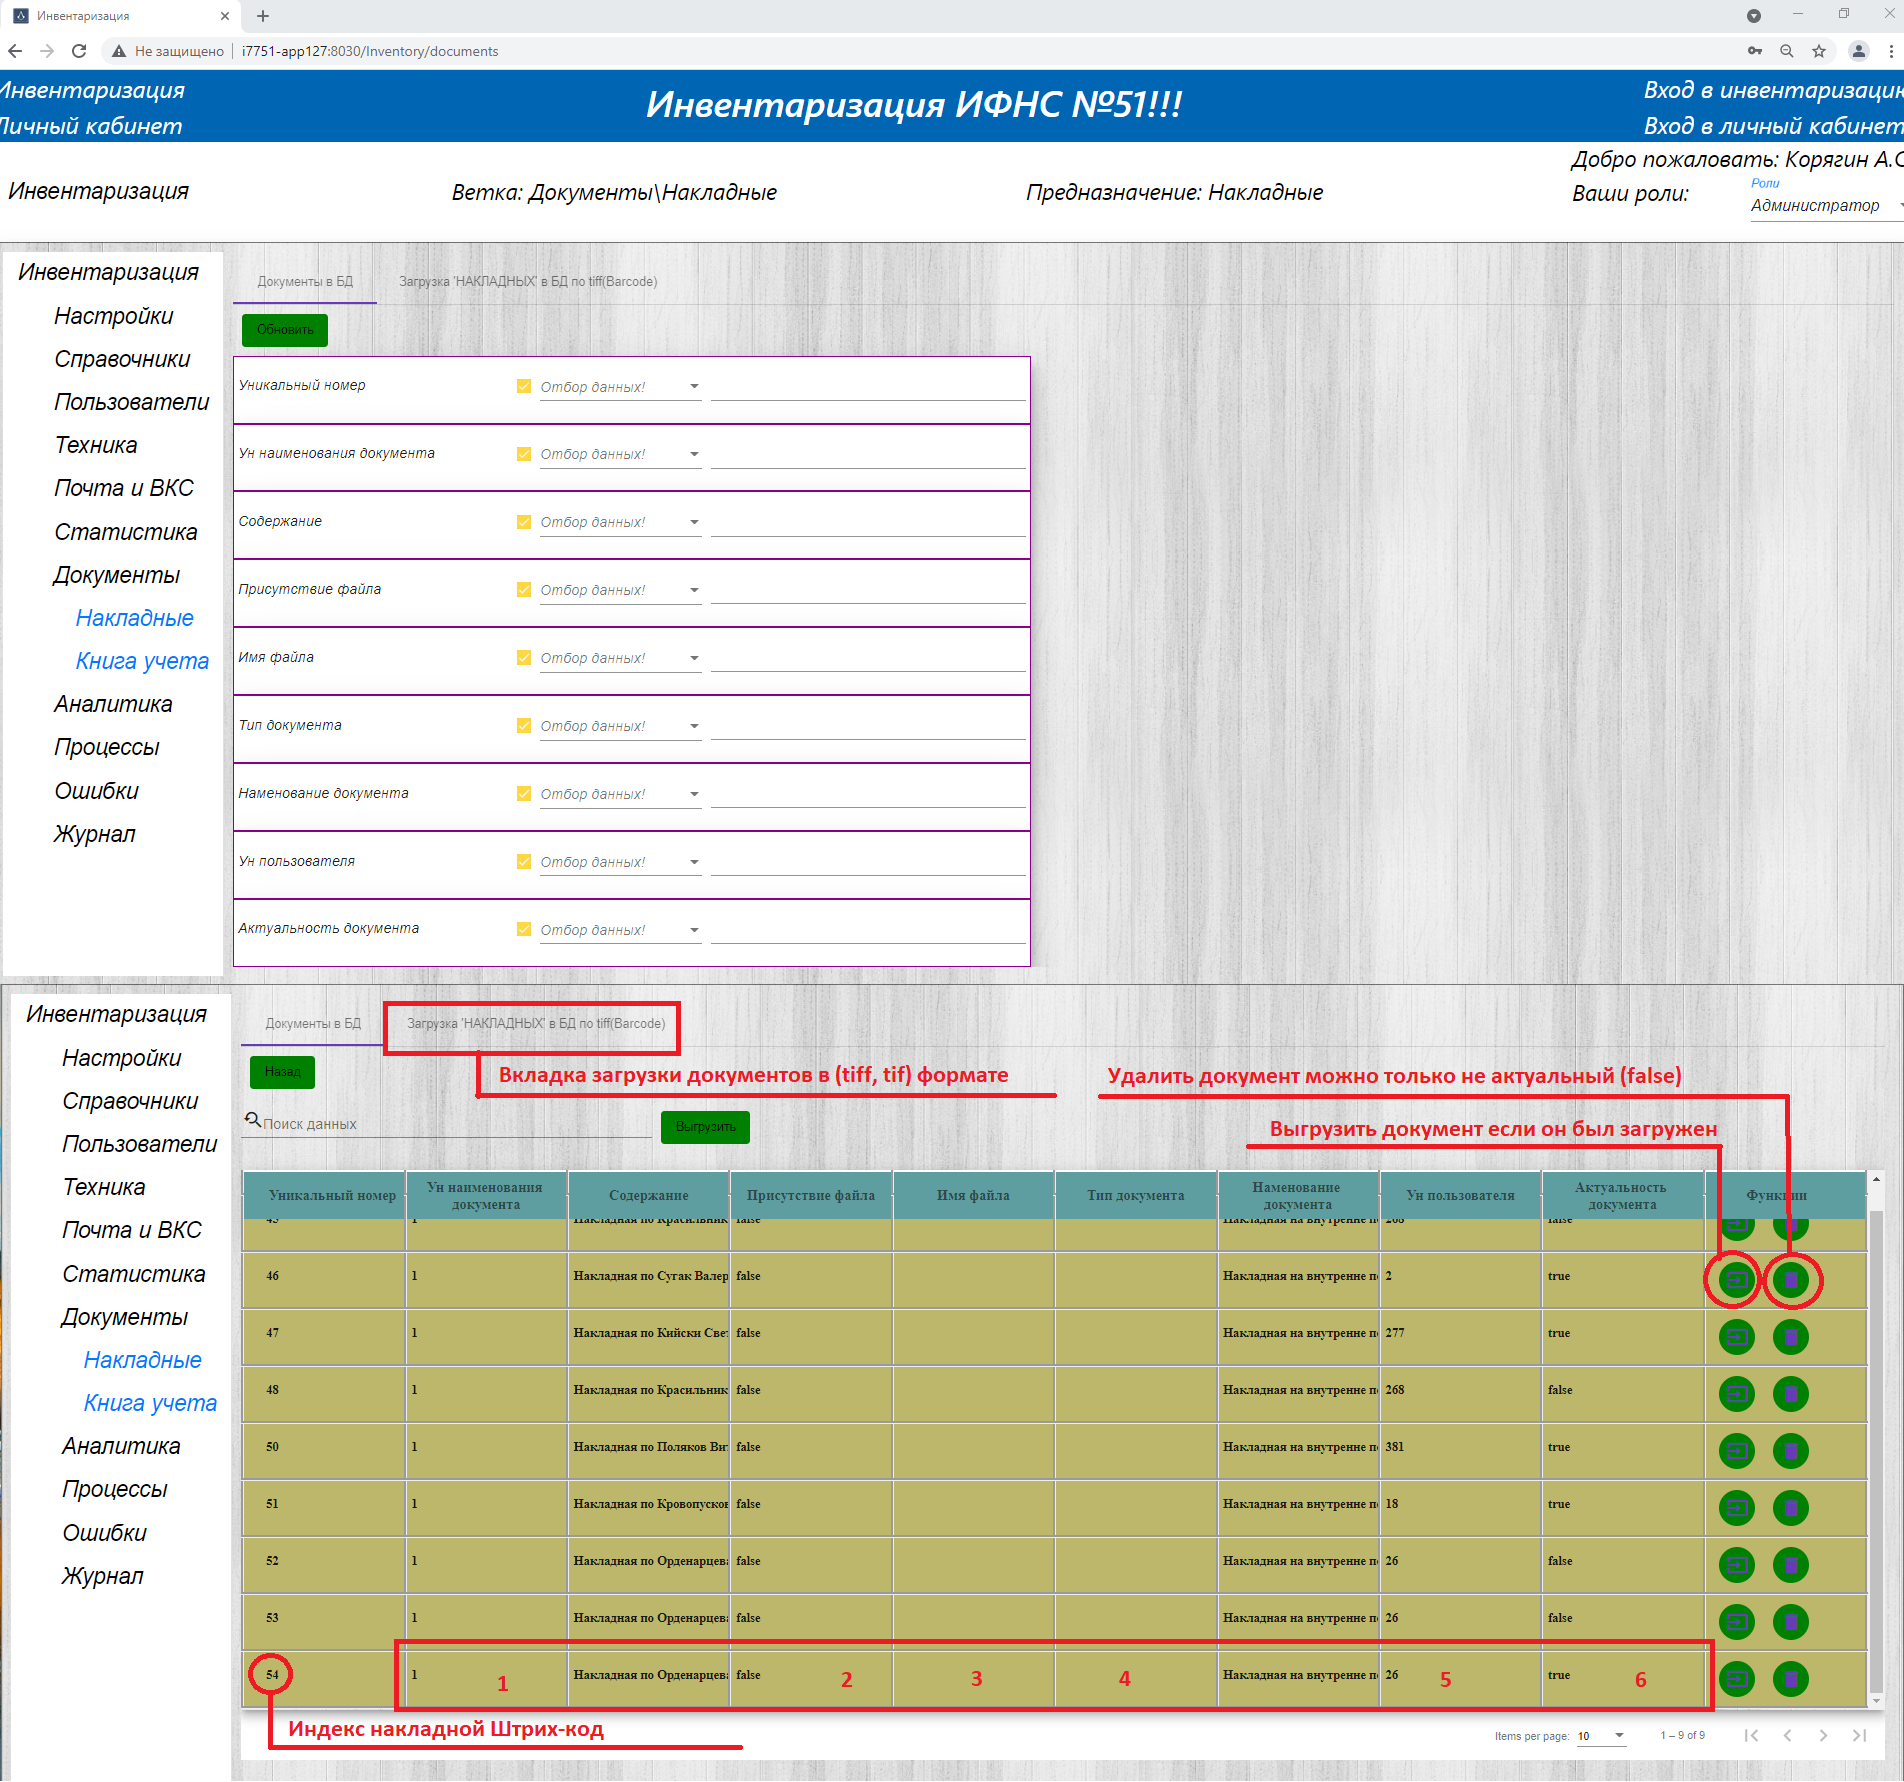 Инвентаризация
Не защищено
i7751-app127:8030/Inventory/documents
Инвентаризация
Личный кабинет
Инвентаризация ИФНС №51!!!
Вход в инвентаризацию
Вход в личный кабинет
Добро пожаловать: Корягин А.С
Инвентаризация
Ветка: Документы\Накладные
Предназначение: Накладные
Ваши роли:
Роли
Администратор
Инвентаризация
Настройки
Справочники
Пользователи
Техника
Почта и ВКС
Статистика
Документы
Накладные
Книга учета
Аналитика
Процессы
Ошибки
Журнал
Документы в БД
Загрузка 'НАКЛАДНЫХ' в БД по tiff(Barcode)
Обновить
Уникальный номер Отбор данных!
Ун наименования документа Отбор данных!
Содержание Отбор данных!
Присутствие файла Отбор данных!
Имя файла Отбор данных!
Тип документа Отбор данных!
Наменование документа Отбор данных!
Ун пользователя Отбор данных!
Актуальность документа Отбор данных!
Инвентаризация
Настройки
Справочники
Пользователи
Техника
Почта и ВКС
Статистика
Документы
Накладные
Книга учета
Аналитика
Процессы
Ошибки
Журнал
Документы в БД
Загрузка 'НАКЛАДНЫХ' в БД по tiff(Barcode)
Назад
Вкладка загрузки документов в (tiff, tif) формате
Удалить документ можно только не актуальный (false)
Поиск данных
Выгрузить
Выгрузить документ если он был загружен
Уникальный номер
Ун наименования
документа
Содержание
Присутствие файла
Имя файла
Тип документа
Наменование
документа
Ун пользователя
Актуальность
документа
Функции
45 1 Накладная по Красильник false Накладная на внутренне п 268 false
46 1 Накладная по Сугак Валер false Накладная на внутренне п 2 true
47 1 Накладная по Кийски Све false Накладная на внутренне п 277 true
48 1 Накладная по Красильник false Накладная на внутренне п 268 false
50 1 Накладная по Поляков Ви false Накладная на внутренне п 381 true
51 1 Накладная по Кровопусков false Накладная на внутренне п 18 true
52 1 Накладная по Орденарцев false Накладная на внутренне п 26 false
53 1 Накладная по Орденарцев false Накладная на внутренне п 26 false
54 1 1 Накладная по Орденарцев false 2 3 4 Накладная на внутренне п 26 5 true 6
Индекс накладной Штрих-код
Items per page: 10
1 – 9 of 9